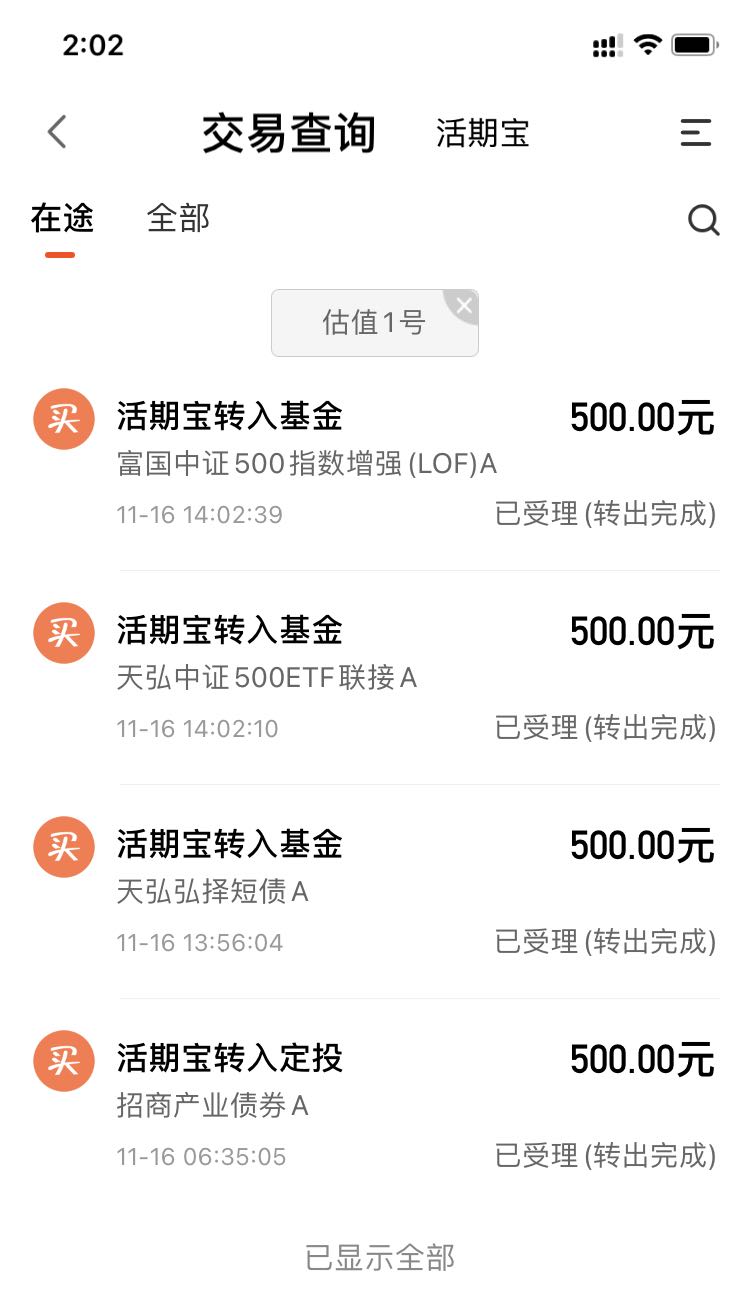 2:02
交易查询 活期宝
在途 全部
估值1号
买 活期宝转入基金 500.00元
富国中证500指数增强(LOF)A
11-16 14:02:39 已受理(转出完成)
买 活期宝转入基金 500.00元
天弘中证500ETF联接A
11-16 14:02:10 已受理(转出完成)
买 活期宝转入基金 500.00元
天弘弘择短债A
11-16 13:56:04 已受理(转出完成)
买 活期宝转入定投 500.00元
招商产业债券A
11-16 06:35:05 已受理(转出完成)
已显示全部